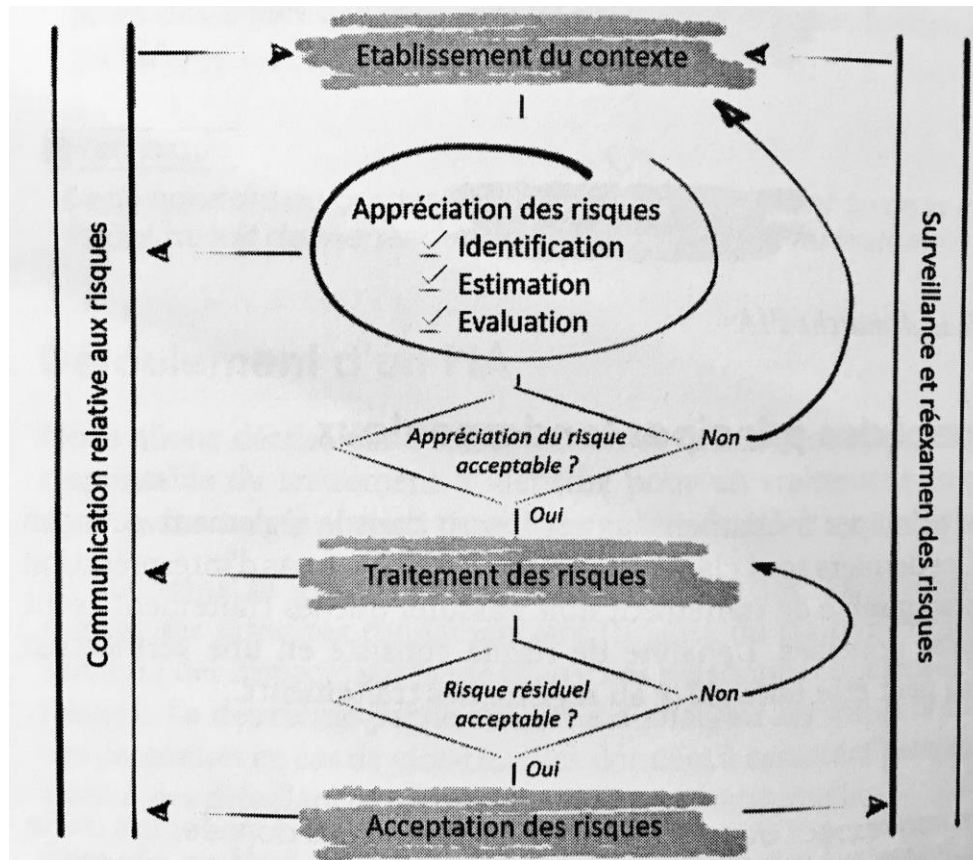 Etablissement du contexte
Appréciation des risques
Identification
Estimation
Evaluation
Appréciation du risque
acceptable ?
Non
Oui
Traitement des risques
Risque résiduel
acceptable ?
Non
Oui
Acceptation des risques
Communication relative aux risques
Surveillance et réexamen des risques